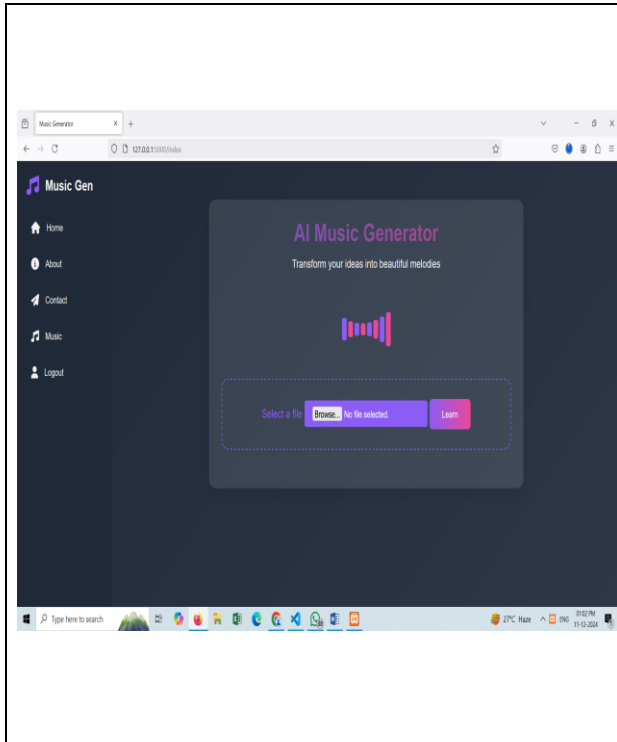 Music Generator
127.0.0.1:5000/index
Music Gen
Home
About
Contact
Music
Logout
AI Music Generator
Transform your ideas into beautiful melodies
Select a file Browse... No file selected. Learn
Type here to search
27°C Haze ENG 01:02 PM
11-12-2024